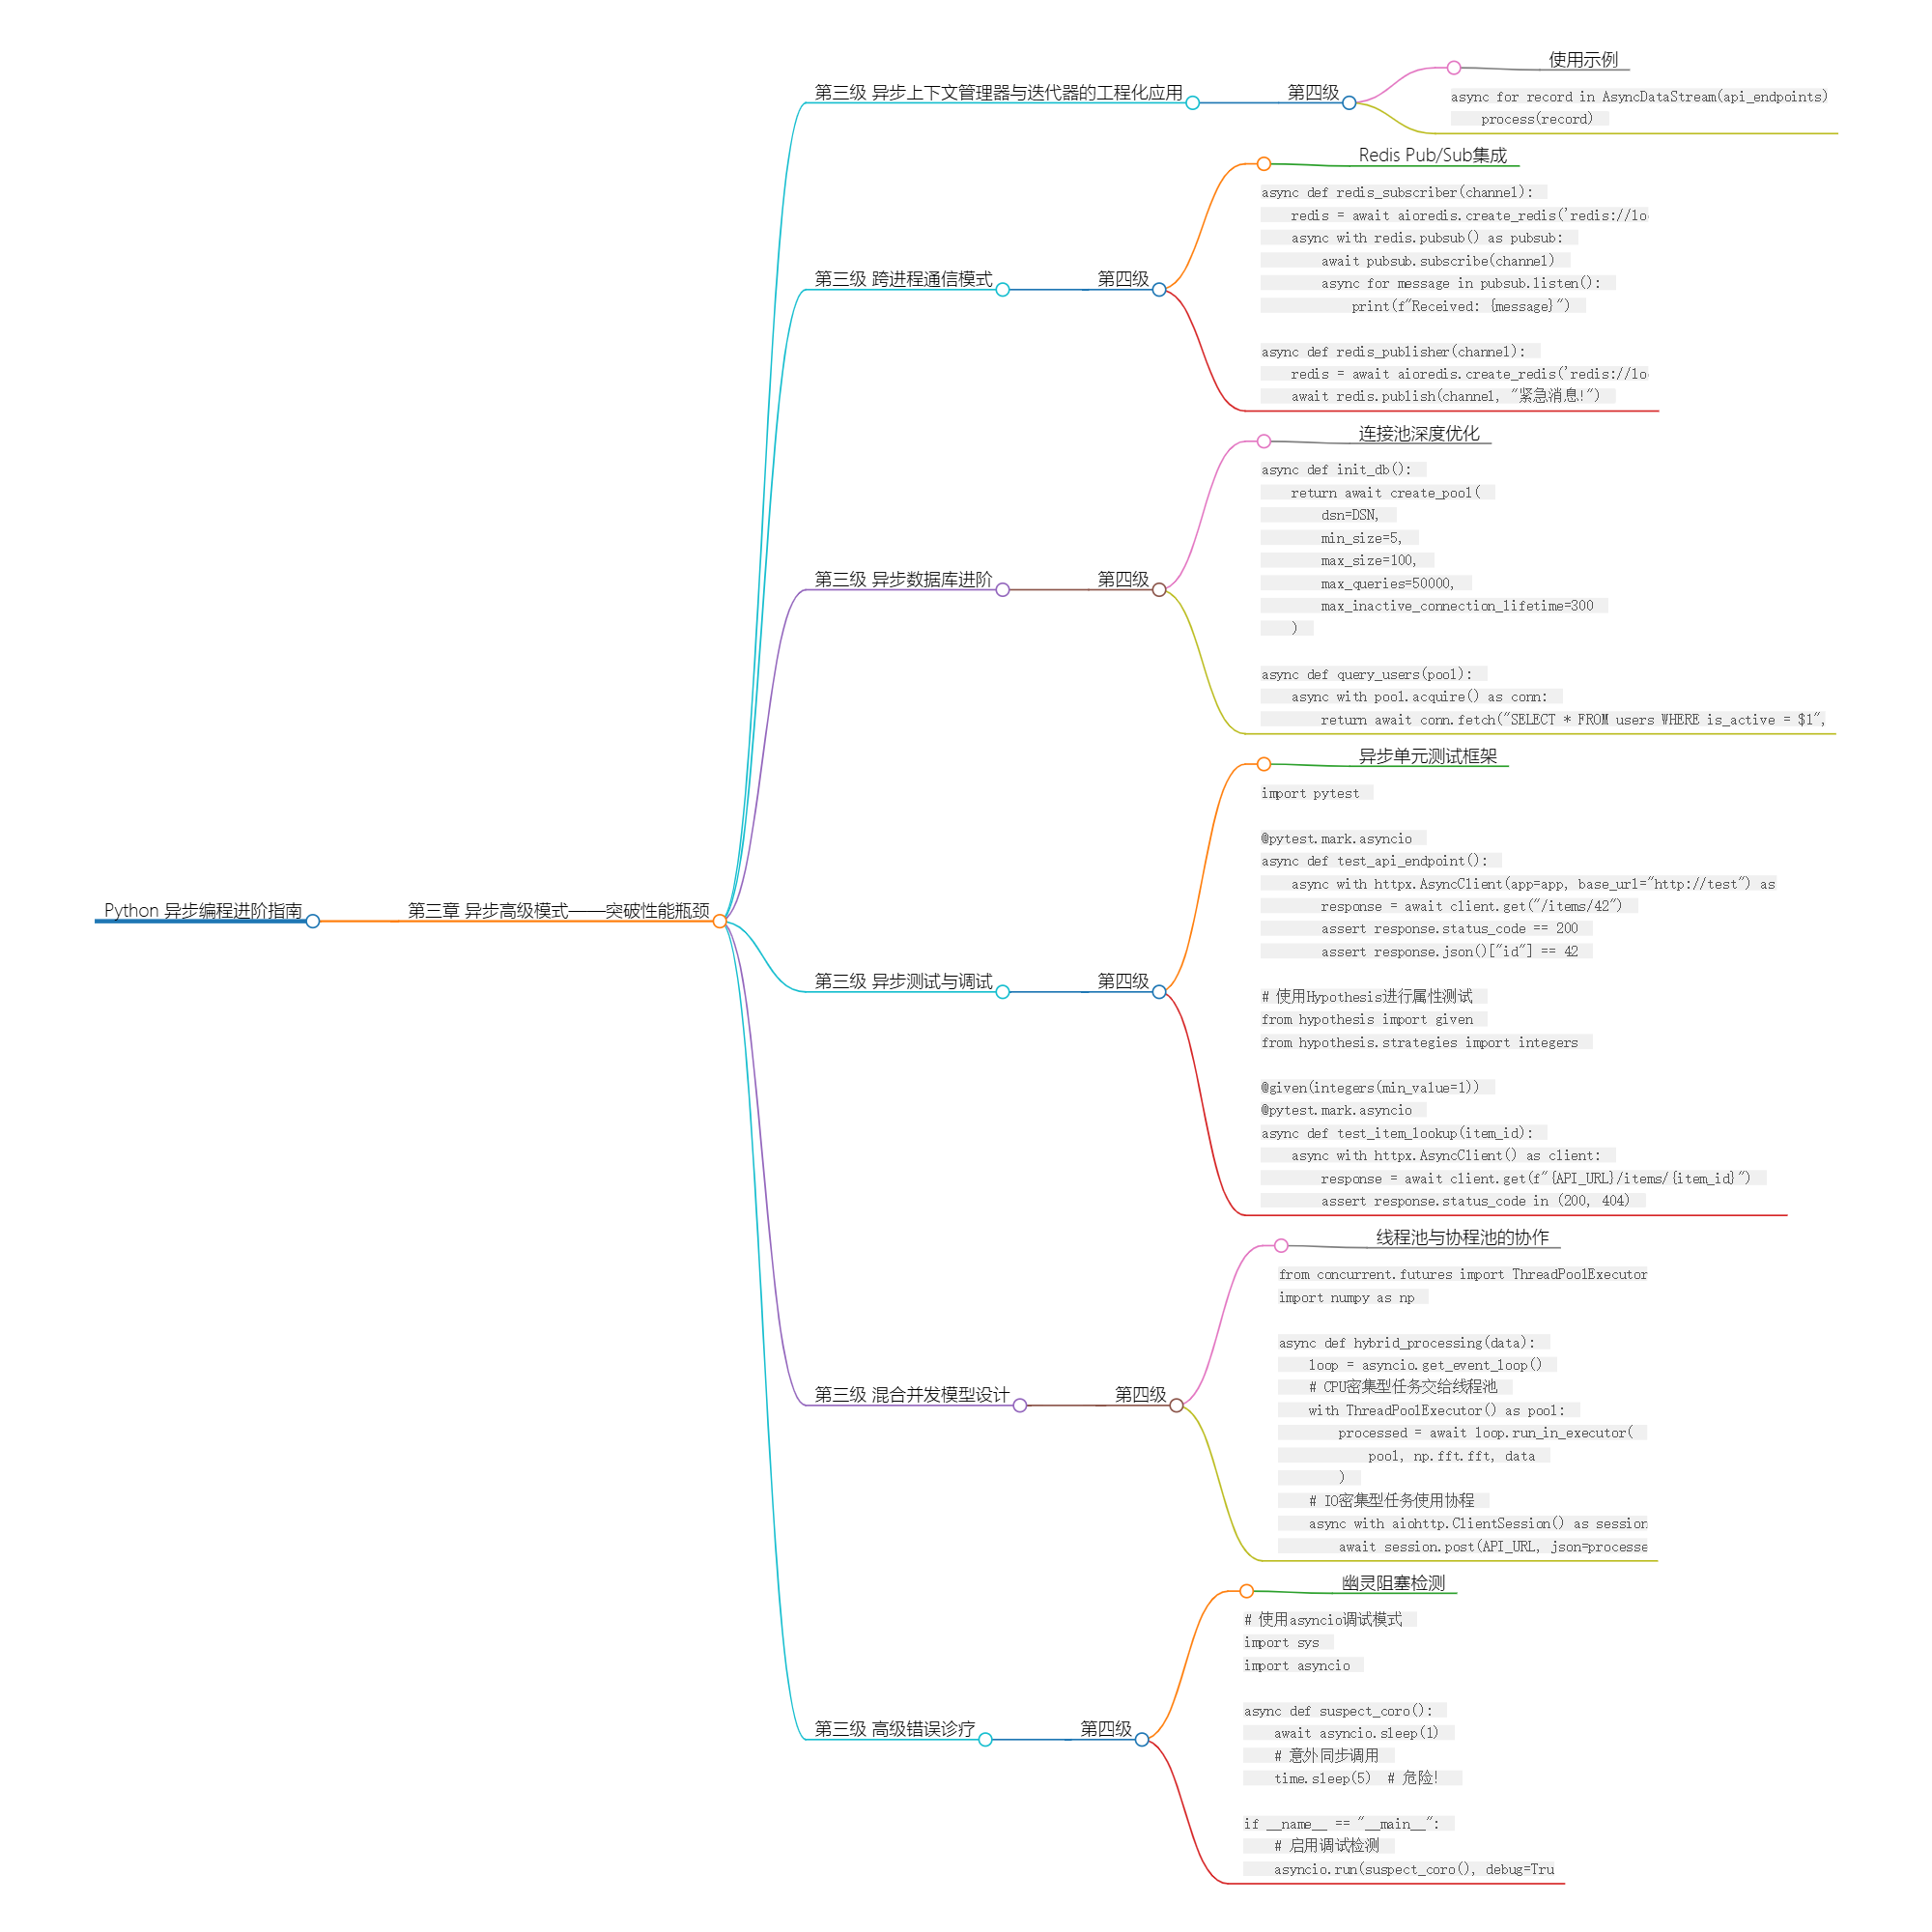 Python 异步编程进阶指南
第三章 异步高级模式——突破性能瓶颈
第三级 异步上下文管理器与迭代器的工程化应用
第四级
使用示例
async for record in AsyncDataStream(api_endpoints)
    process(record)
第三级 跨进程通信模式
第四级
Redis Pub/Sub集成
async def redis_subscriber(channel):
    redis = await aioredis.create_redis('redis://lo
    async with redis.pubsub() as pubsub:
        await pubsub.subscribe(channel)
        async for message in pubsub.listen():
            print(f"Received: {message}")
async def redis_publisher(channel):
    redis = await aioredis.create_redis('redis://lo
    await redis.publish(channel, "紧急消息!")
第三级 异步数据库进阶
第四级
连接池深度优化
async def init_db():
    return await create_pool(
        dsn=DSN,
        min_size=5,
        max_size=100,
        max_queries=50000,
        max_inactive_connection_lifetime=300
    )
async def query_users(pool):
    async with pool.acquire() as conn:
        return await conn.fetch("SELECT * FROM users WHERE is_active = $1",
第三级 异步测试与调试
第四级
异步单元测试框架
import pytest
@pytest.mark.asyncio
async def test_api_endpoint():
    async with httpx.AsyncClient(app=app, base_url="http://test") as
        response = await client.get("/items/42")
        assert response.status_code == 200
        assert response.json()["id"] == 42
# 使用Hypothesis进行属性测试
from hypothesis import given
from hypothesis.strategies import integers
@given(integers(min_value=1))
@pytest.mark.asyncio
async def test_item_lookup(item_id):
    async with httpx.AsyncClient() as client:
        response = await client.get(f"{API_URL}/items/{item_id}")
        assert response.status_code in (200, 404)
第三级 混合并发模型设计
第四级
线程池与协程池的协作
from concurrent.futures import ThreadPoolExecutor
import numpy as np
async def hybrid_processing(data):
    loop = asyncio.get_event_loop()
    # CPU密集型任务交给线程池
    with ThreadPoolExecutor() as pool:
        processed = await loop.run_in_executor(
            pool, np.fft.fft, data
        )
    # IO密集型任务使用协程
    async with aiohttp.ClientSession() as session
        await session.post(API_URL, json=processe
第三级 高级错误诊疗
第四级
幽灵阻塞检测
# 使用asyncio调试模式
import sys
import asyncio
async def suspect_coro():
    await asyncio.sleep(1)
    # 意外同步调用
    time.sleep(5)  # 危险!
if __name__ == "__main__":
    # 启用调试检测
    asyncio.run(suspect_coro(), debug=Tru